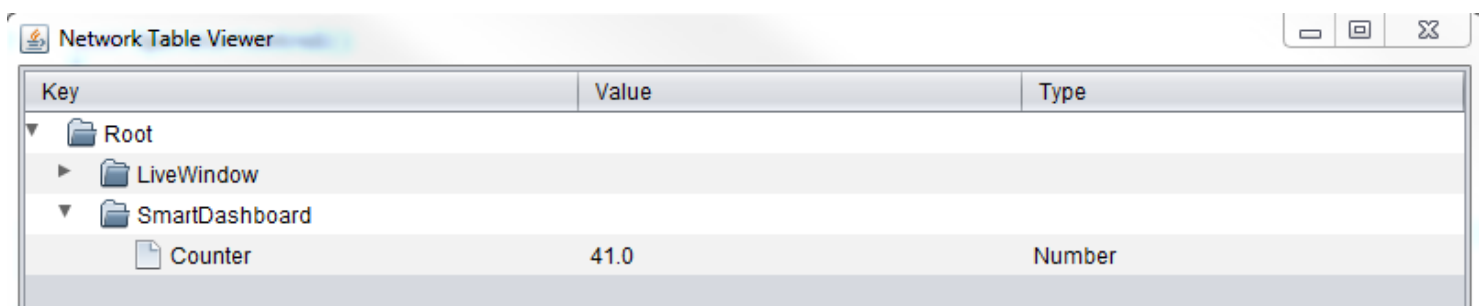 Network Table Viewer
Key Value Type
Root
LiveWindow
SmartDashboard
Counter 41.0 Number